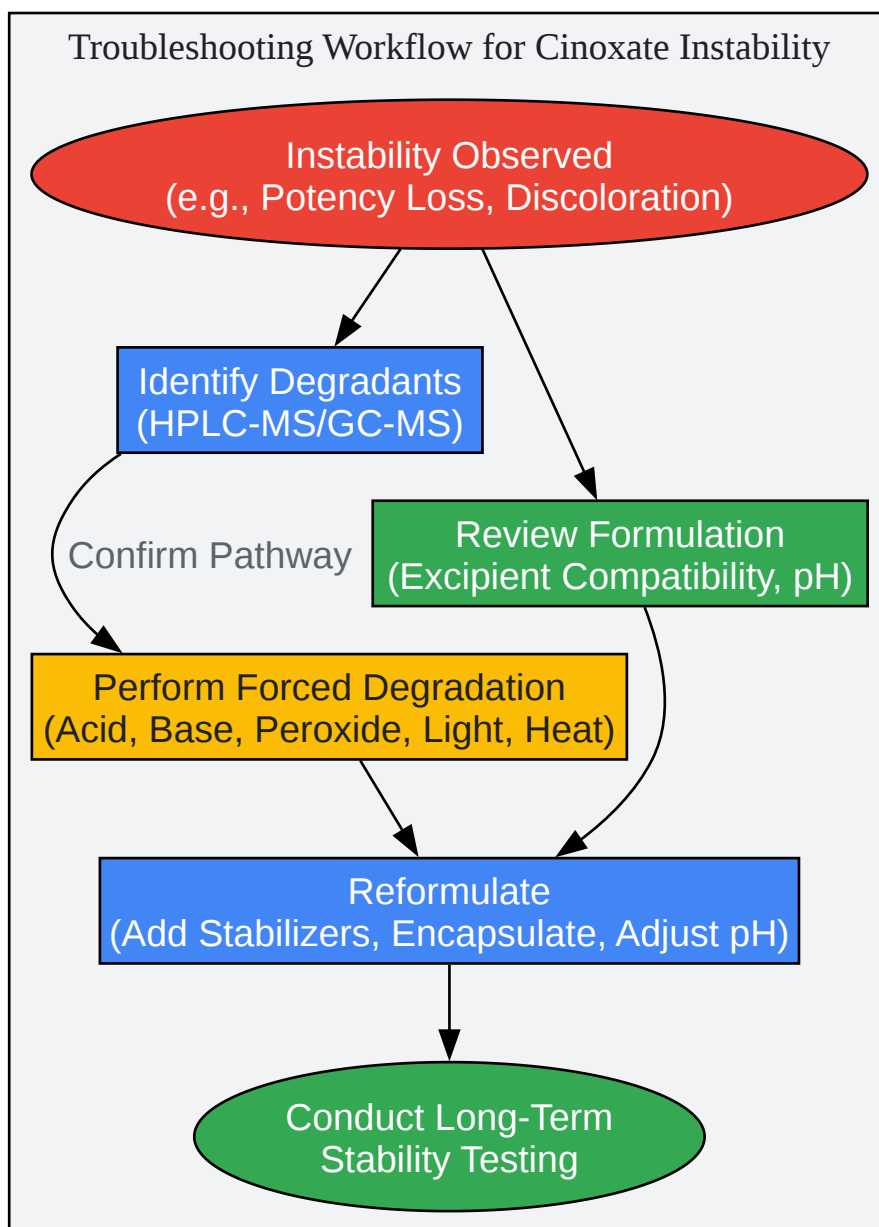 Troubleshooting Workflow for Cinoxate Instability
Instability Observed
(e.g., Potency Loss, Discoloration)
Identify Degradants
(HPLC-MS/GC-MS)
Review Formulation
(Excipient Compatibility, pH)
Confirm Pathway
Perform Forced Degradation
(Acid, Base, Peroxide, Light, Heat)
Reformulate
(Add Stabilizers, Encapsulate, Adjust pH)
Conduct Long-Term
Stability Testing